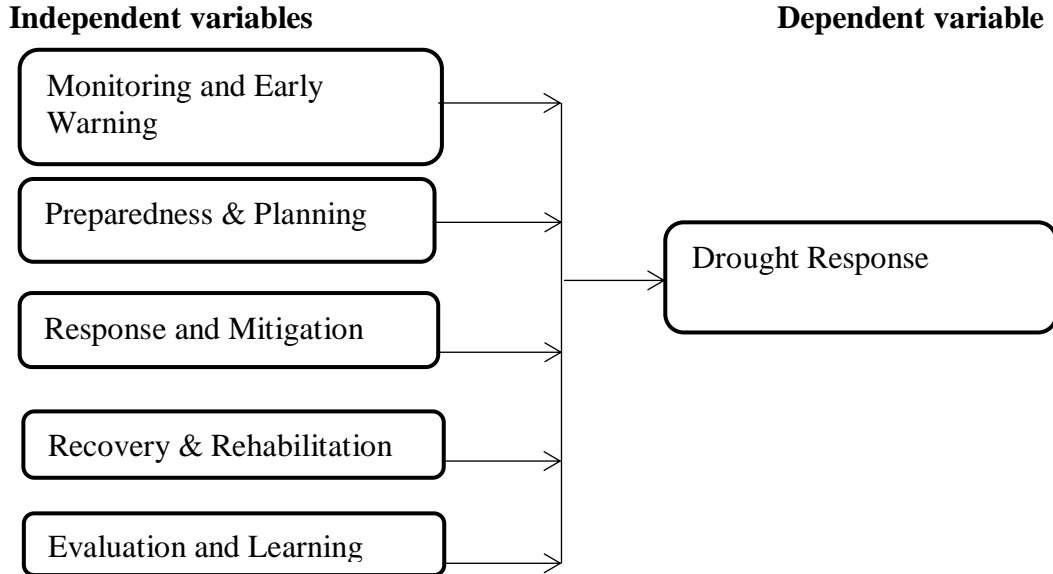 Independent variables
Dependent variable
Monitoring and Early
Warning
Preparedness & Planning
Response and Mitigation
Recovery & Rehabilitation
Evaluation and Learning
Drought Response